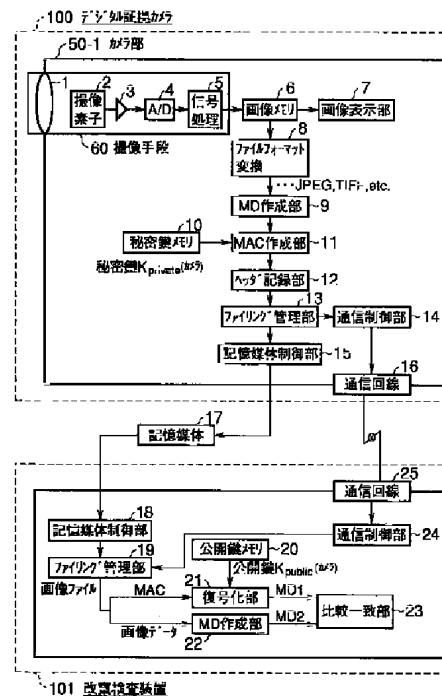 100 デジタル証拠カメラ
50-1 カメラ部
1
2
3
4
5
撮像素子
A/D
信号処理
6
画像メモリ
7
画像表示部
60 撮像手段
8
ファイルフォーマット変換
…JPEG,TIFF,etc.
MD作成部
9
10
秘密鍵メモリ
MAC作成部
11
秘密鍵Kprivate(カメラ)
ヘッダ記録部
12
13
ファイリング管理部
通信制御部
14
記憶媒体制御部
15
16
通信回線
17
記憶媒体
25
通信回線
18
記憶媒体制御部
通信制御部
24
19
ファイリング管理部
公開鍵メモリ
20
画像ファイル
公開鍵Kpublic(カメラ)
21
MAC
復号化部
MD1
比較一致部
23
画像データ
MD作成部
MD2
22
101 改竄検査装置